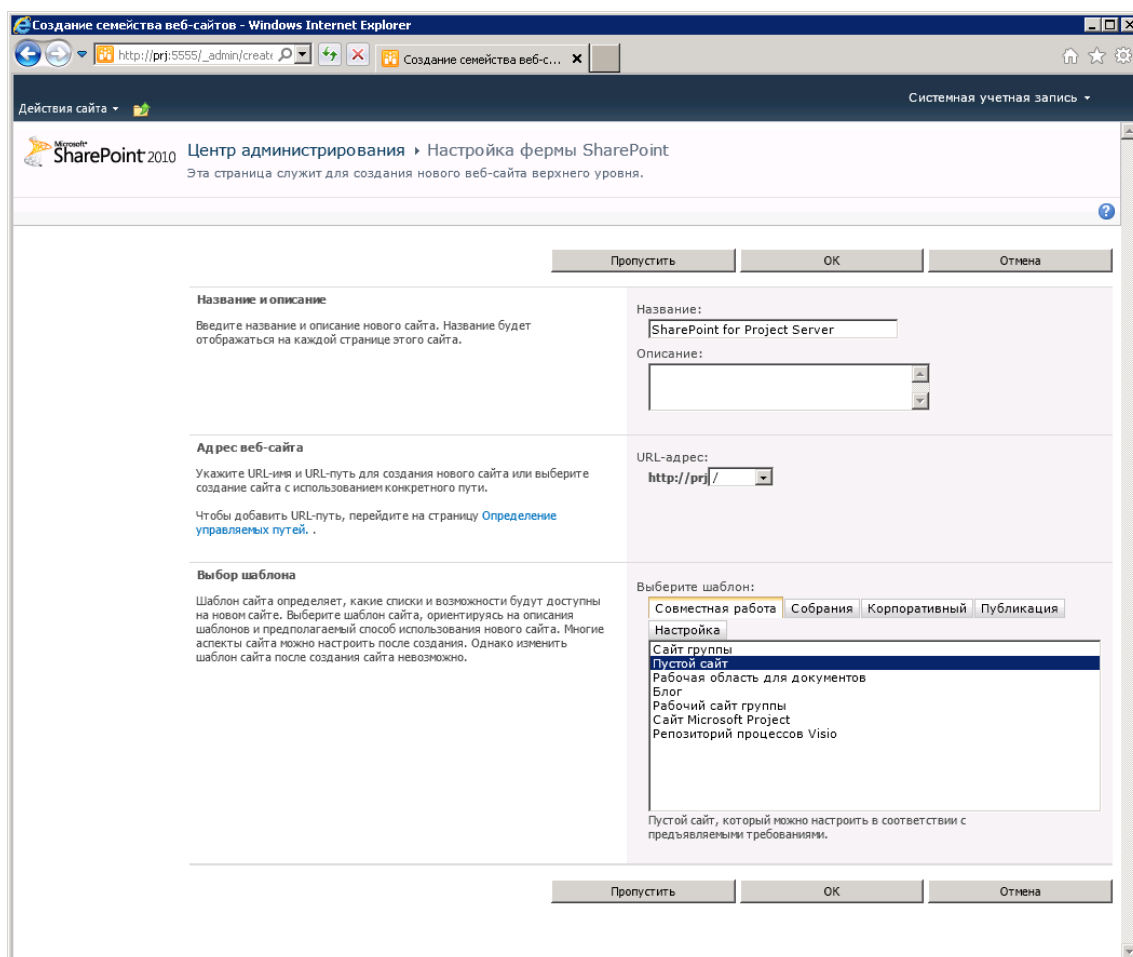 Создание семейства веб-сайтов - Windows Internet Explorer
http://prj:5555/_admin/create
Создание семейства веб-с...
Действия сайта
Системная учетная запись
Microsoft
SharePoint 2010
Центр администрирования Настройка фермы SharePoint
Эта страница служит для создания нового веб-сайта верхнего уровня.
Пропустить OK Отмена
Название и описание
Введите название и описание нового сайта. Название будет
отображаться на каждой странице этого сайта.
Название:
SharePoint for Project Server
Описание:
Адрес веб-сайта
Укажите URL-имя и URL-путь для создания нового сайта или выберите
создание сайта с использованием конкретного пути.
Чтобы добавить URL-путь, перейдите на страницу Определение
управляемых путей. .
URL-адрес:
http://prj /
Выбор шаблона
Шаблон сайта определяет, какие списки и возможности будут доступны
на новом сайте. Выберите шаблон сайта, ориентируясь на описания
шаблонов и предполагаемый способ использования нового сайта. Многие
аспекты сайта можно настроить после создания. Однако изменить
шаблон сайта после создания сайта невозможно.
Выберите шаблон:
Совместная работа Собрания Корпоративный Публикация
Настройка
Сайт группы
Пустой сайт
Рабочая область для документов
Блог
Рабочий сайт группы
Сайт Microsoft Project
Репозиторий процессов Visio
Пустой сайт, который можно настроить в соответствии с
предъявляемыми требованиями.
Пропустить OK Отмена